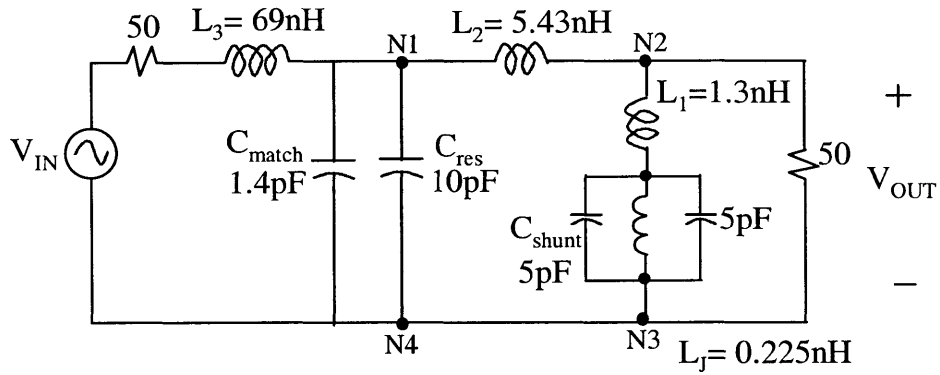 50
L3=69nH
N1
L2=5.43nH
N2
L1=1.3nH
+
VIN
Cmatch
1.4pF
Cres
10pF
50
VOUT
Cshunt
5pF
5pF
−
N4
N3
LJ= 0.225nH